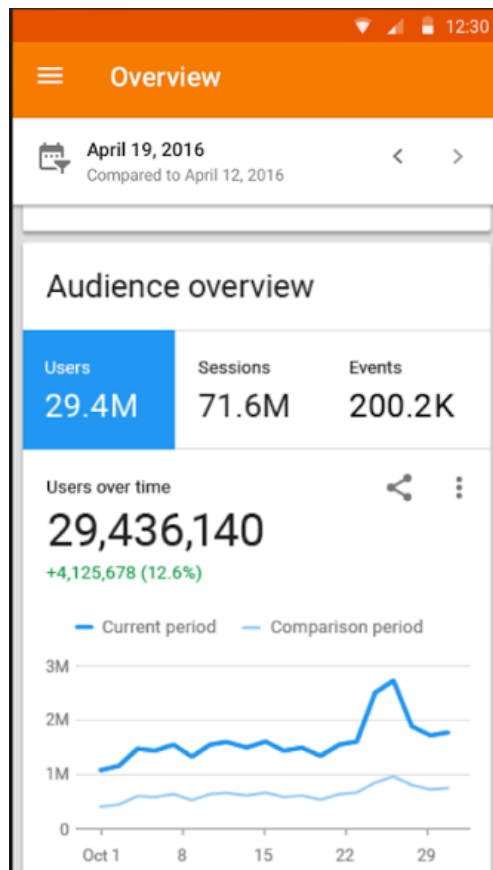 12:30
Overview
April 19, 2016
Compared to April 12, 2016
Audience overview
Users Sessions Events
29.4M 71.6M 200.2K
Users over time
29,436,140
+4,125,678 (12.6%)
Current period Comparison period
3M
2M
1M
0
Oct 1 8 15 22 29